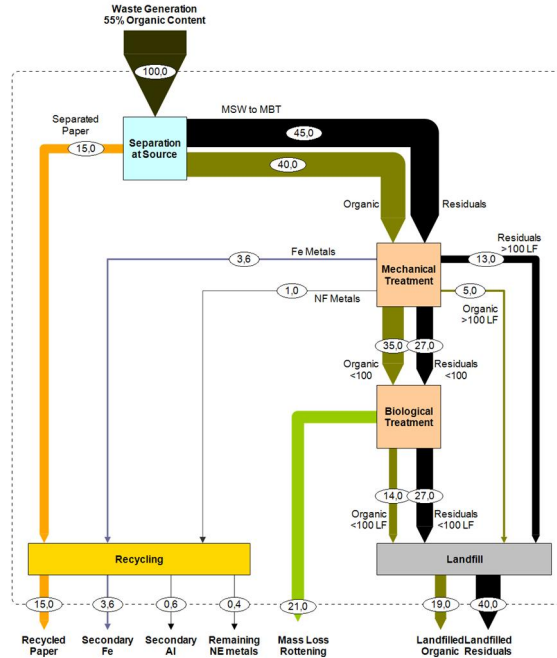 Waste Generation
55% Organic Content
100,0
MSW to MBT
Separated
Paper
45,0
15,0
Separation
at Source
40,0
Organic
Residuals
Residuals
>100 LF
Fe Metals
3,6
13,0
Mechanical
Treatment
1,0
NF Metals
5,0
Organic
>100 LF
35,0
27,0
Organic
<100
Residuals
<100
Biological
Treatment
14,0
27,0
Organic
<100 LF
Residuals
<100 LF
Recycling
Landfill
15,0
3,6
0,6
0,4
21,0
19,0
40,0
Recycled
Paper
Secondary
Fe
Secondary
Al
Remaining
NE metals
Mass Loss
Rottening
Landfilled
Organic
Landfilled
Residuals